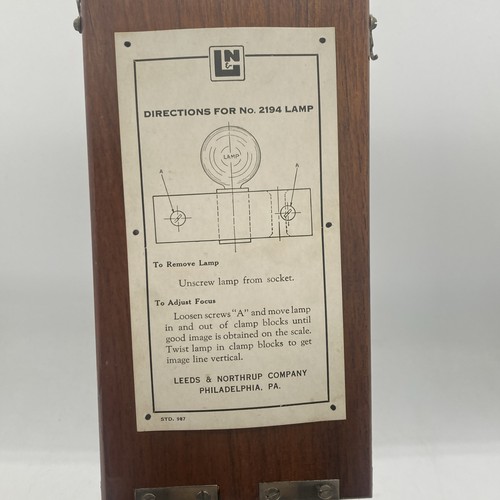 L&N
DIRECTIONS FOR No. 2194 LAMP
LAMP
A
A
To Remove Lamp
Unscrew lamp from socket.
To Adjust Focus
Loosen screws "A" and move lamp
in and out of clamp blocks until
good image is obtained on the scale.
Twist lamp in clamp blocks to get
image line vertical.
LEEDS & NORTHRUP COMPANY
PHILADELPHIA, PA.
STD. 587